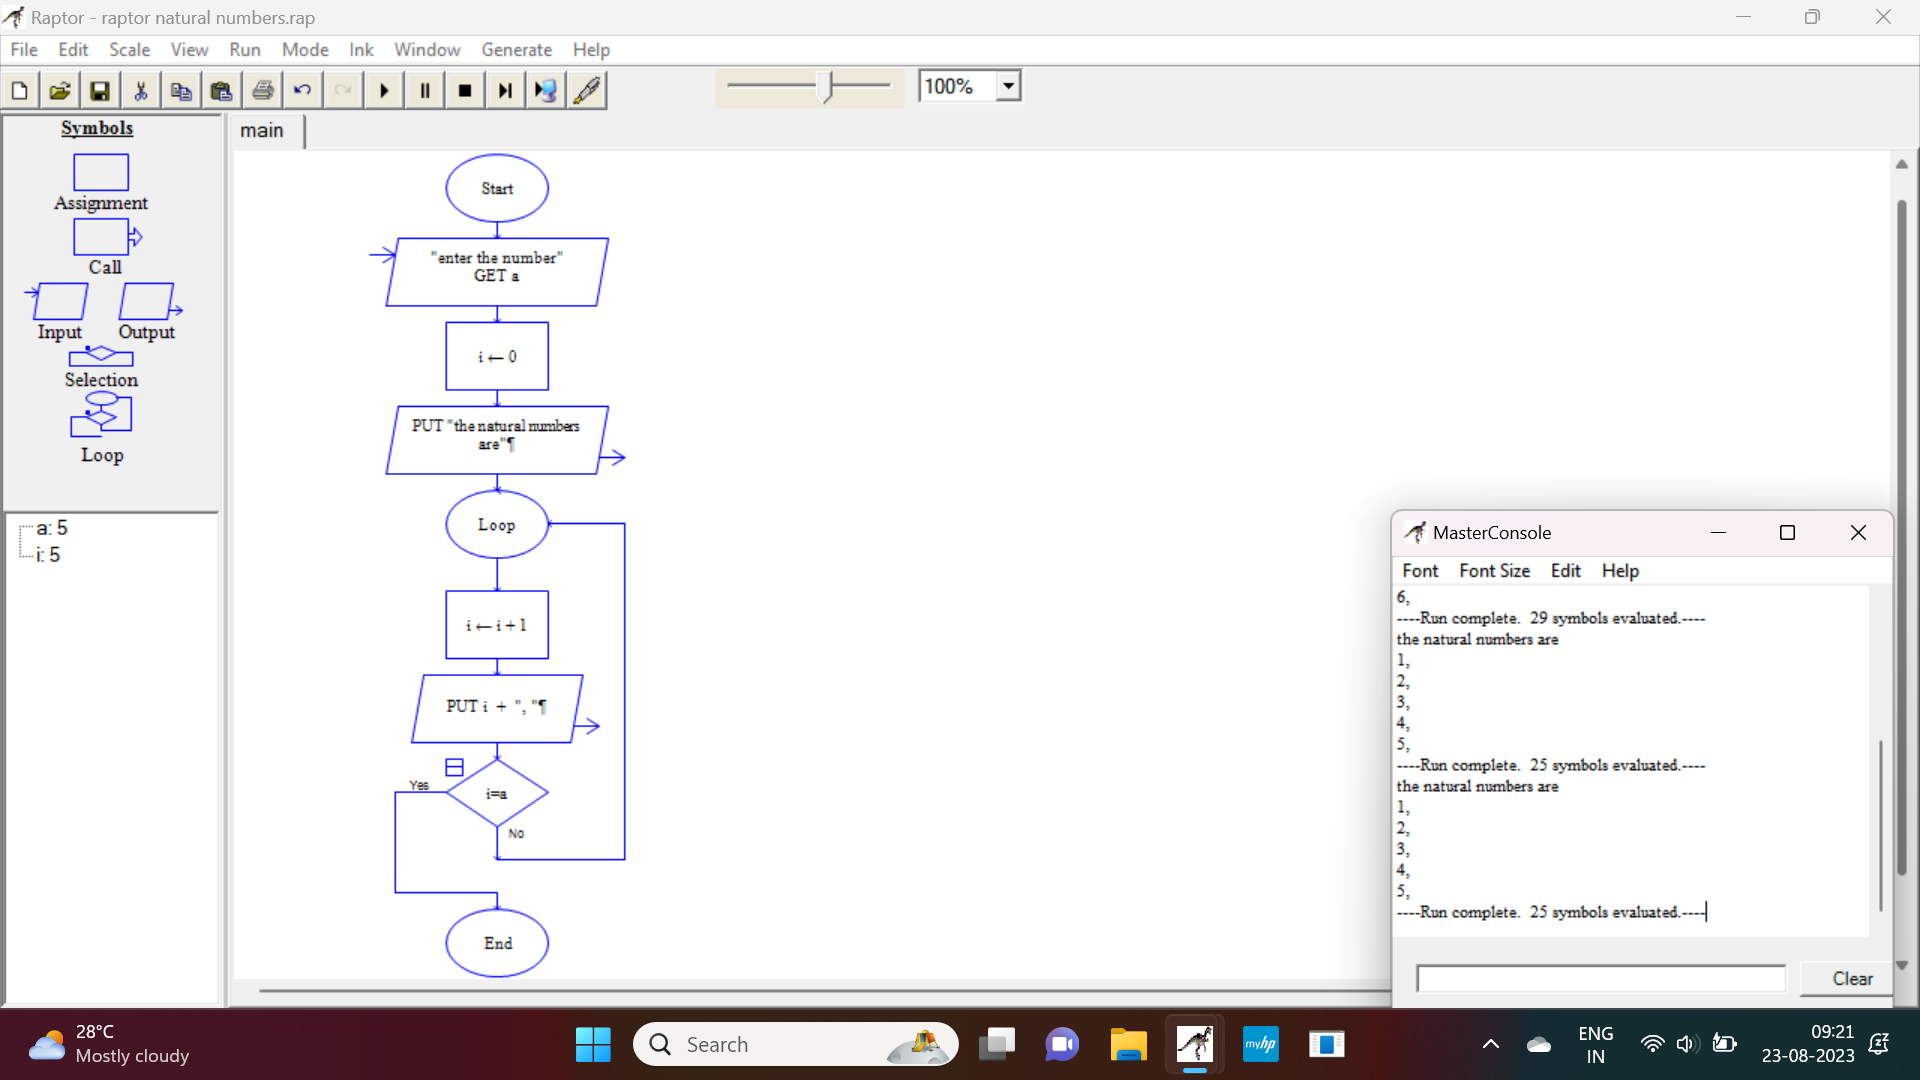 Raptor - raptor natural numbers.rap
File Edit Scale View Run Mode Ink Window Generate Help
100%
Symbols
Assignment
Call
Input Output
Selection
Loop
a: 5
i: 5
main
Start
"enter the number"
GET a
i ← 0
PUT "the natural numbers
are"¶
Loop
i ← i + 1
PUT i + ", "¶
Yes
i=a
No
End
MasterConsole
Font Font Size Edit Help
6,
----Run complete. 29 symbols evaluated.----
the natural numbers are
1,
2,
3,
4,
5,
----Run complete. 25 symbols evaluated.----
the natural numbers are
1,
2,
3,
4,
5,
----Run complete. 25 symbols evaluated.----
Clear
28°C
Mostly cloudy
Search
myhp
ENG
IN
09:21
23-08-2023